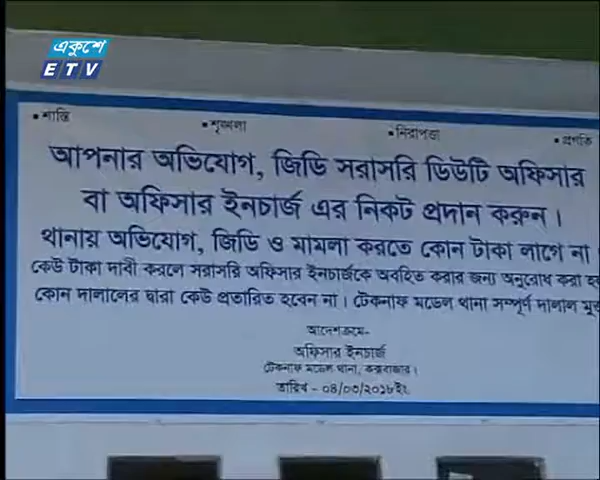 একুশে
ETV
• শান্তি • শৃঙ্খলা • নিরাপত্তা • প্রগতি
আপনার অভিযোগ, জিডি সরাসরি ডিউটি অফিসার
বা অফিসার ইনচার্জ এর নিকট প্রদান করুন।
থানায় অভিযোগ, জিডি ও মামলা করতে কোন টাকা লাগে না
কেউ টাকা দাবী করলে সরাসরি অফিসার ইনচার্জকে অবহিত করার জন্য অনুরোধ করা হ
কোন দালালের দ্বারা কেউ প্রতারিত হবেন না। টেকনাফ মডেল থানা সম্পূর্ণ দালাল মুক
আদেশক্রমে-
অফিসার ইনচার্জ
টেকনাফ মডেল থানা, কক্সবাজার।
তারিখ - ০৪/০৩/২০১৮ইং